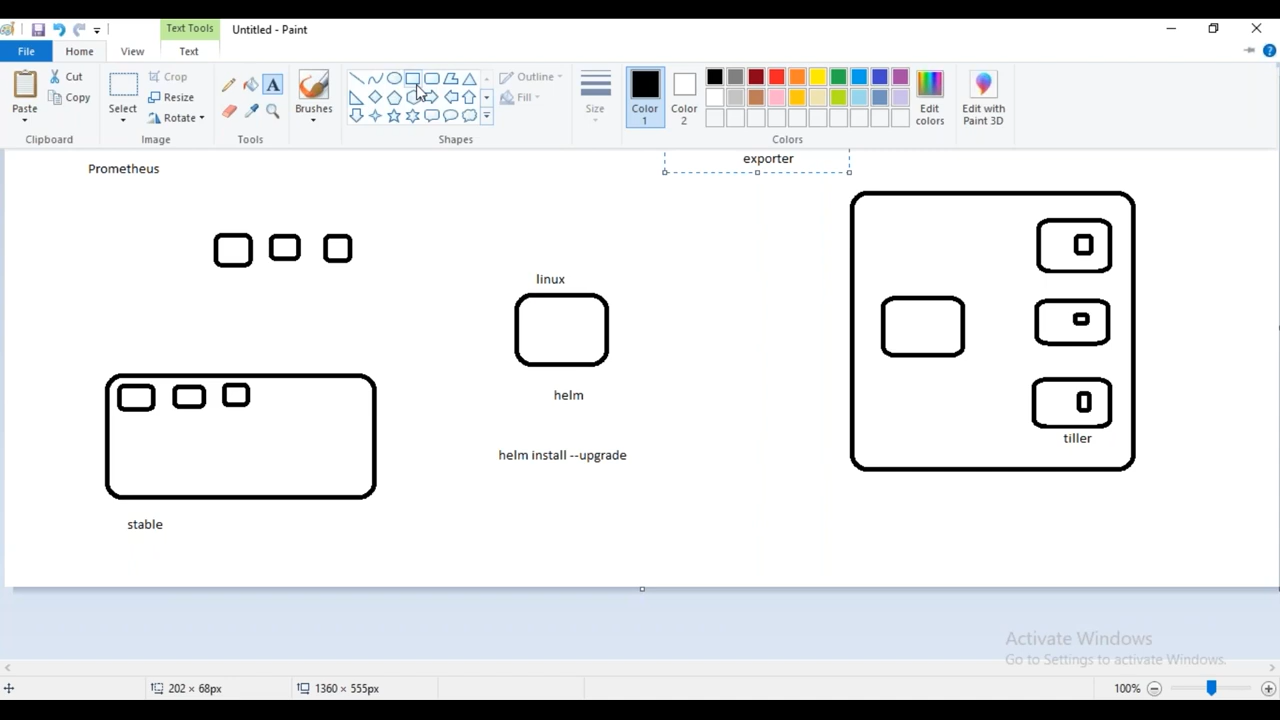 Text Tools
Untitled - Paint
File
Home
View
Text
Paste
Cut
Copy
Clipboard
Select
Crop
Resize
Rotate
Image
Tools
Brushes
Shapes
Outline
Fill
Size
Color 1
Color 2
Colors
Edit colors
Edit with Paint 3D
Prometheus
exporter
linux
helm
helm install --upgrade
tiller
stable
Activate Windows
Go to Settings to activate Windows.
202 × 68px
1360 × 555px
100%